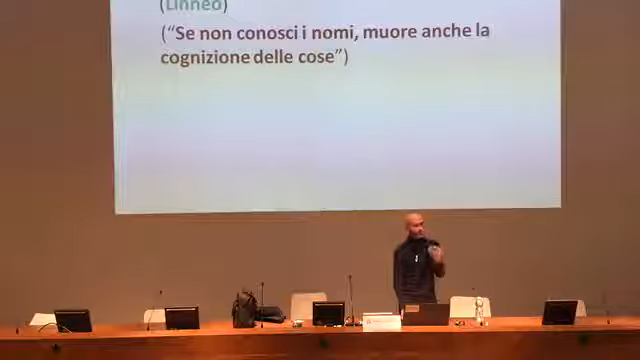 (Linneo)
(“Se non conosci i nomi, muore anche la
cognizione delle cose”)